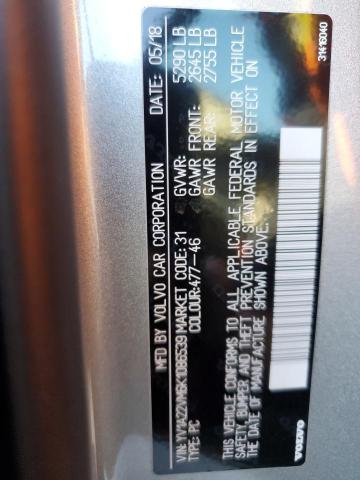 MFD BY VOLVO CAR CORPORATION DATE: 05/18
GVWR: 5290 LB
GAWR FRONT: 2645 LB
GAWR REAR: 2755 LB
MARKET CODE: 31
TYPE: PC COLOUR:477-46
THIS VEHICLE CONFORMS TO ALL APPLICABLE FEDERAL MOTOR VEHICLE
SAFETY, BUMPER AND THEFT PREVENTION STANDARDS IN EFFECT ON
THE DATE OF MANUFACTURE SHOWN ABOVE.
VOLVO
31416040